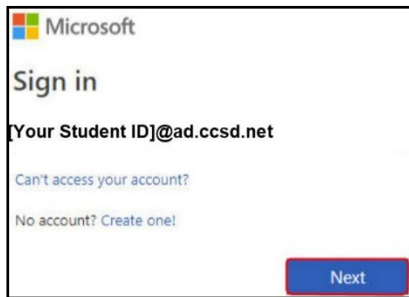 Microsoft
Sign in
[Your Student ID]@ad.ccsd.net
Can't access your account?
No account? Create one!
Next